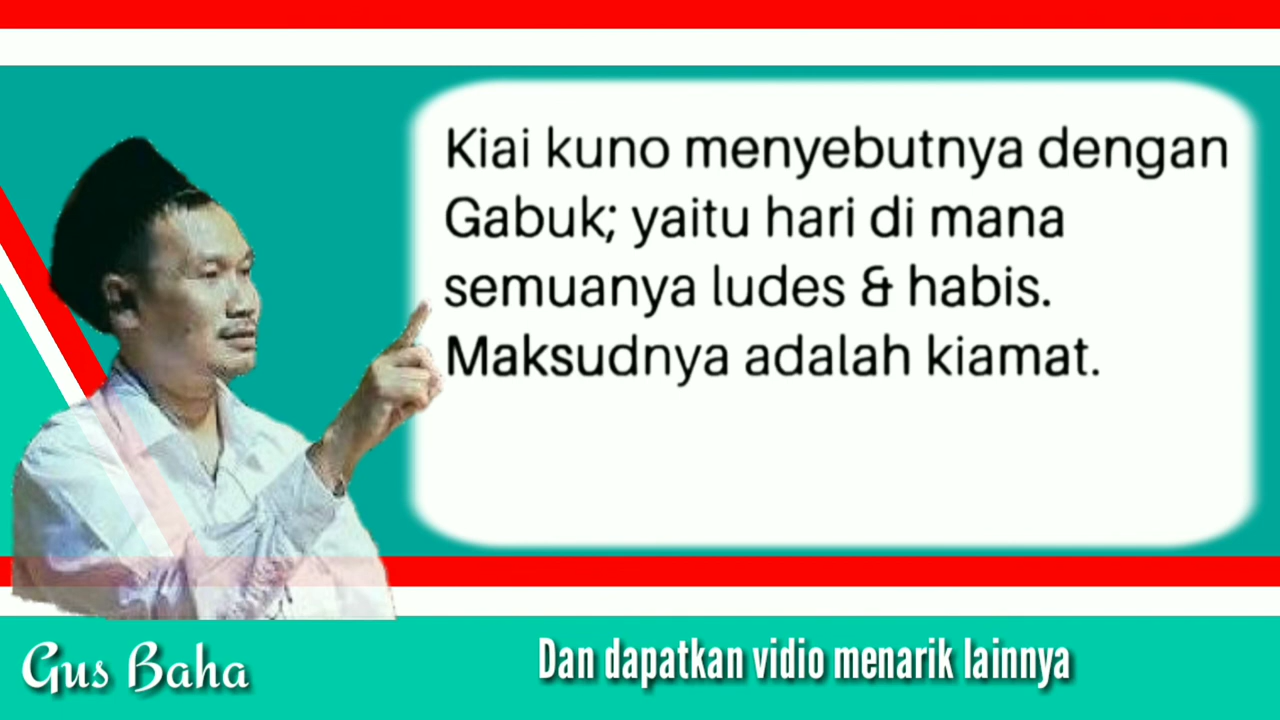 Kiai kuno menyebutnya dengan
Gabuk; yaitu hari di mana
semuanya ludes & habis.
Maksudnya adalah kiamat.
Gus Baha
Dan dapatkan vidio menarik lainnya